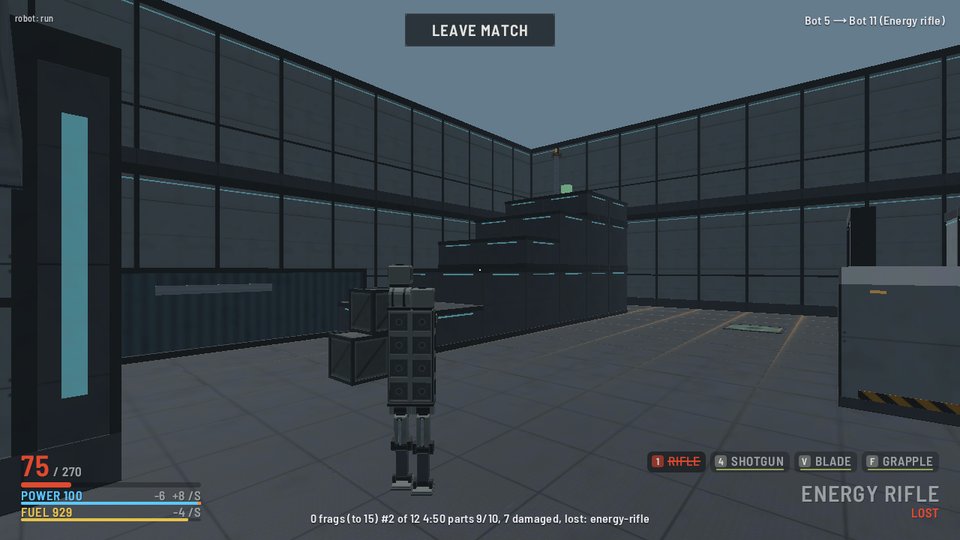 robot: run
LEAVE MATCH
Bot 5 → Bot 11 (Energy rifle)
75 / 270
POWER 100 -6 +8 /S
FUEL 929 -4 /S
1 RIFLE 4 SHOTGUN V BLADE F GRAPPLE
ENERGY RIFLE
LOST
0 frags (to 15) #2 of 12 4:50 parts 9/10, 7 damaged, lost: energy-rifle